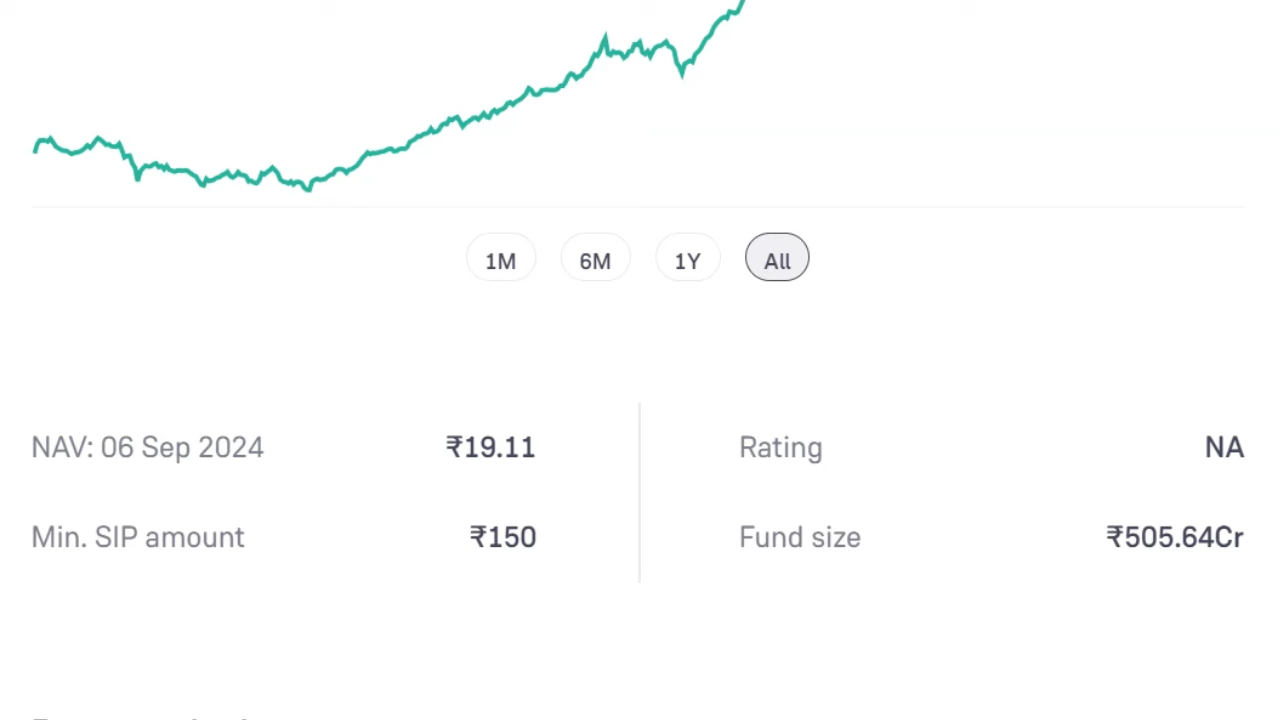 1M 6M 1Y All
NAV: 06 Sep 2024 ₹19.11 Rating NA
Min. SIP amount ₹150 Fund size ₹505.64Cr